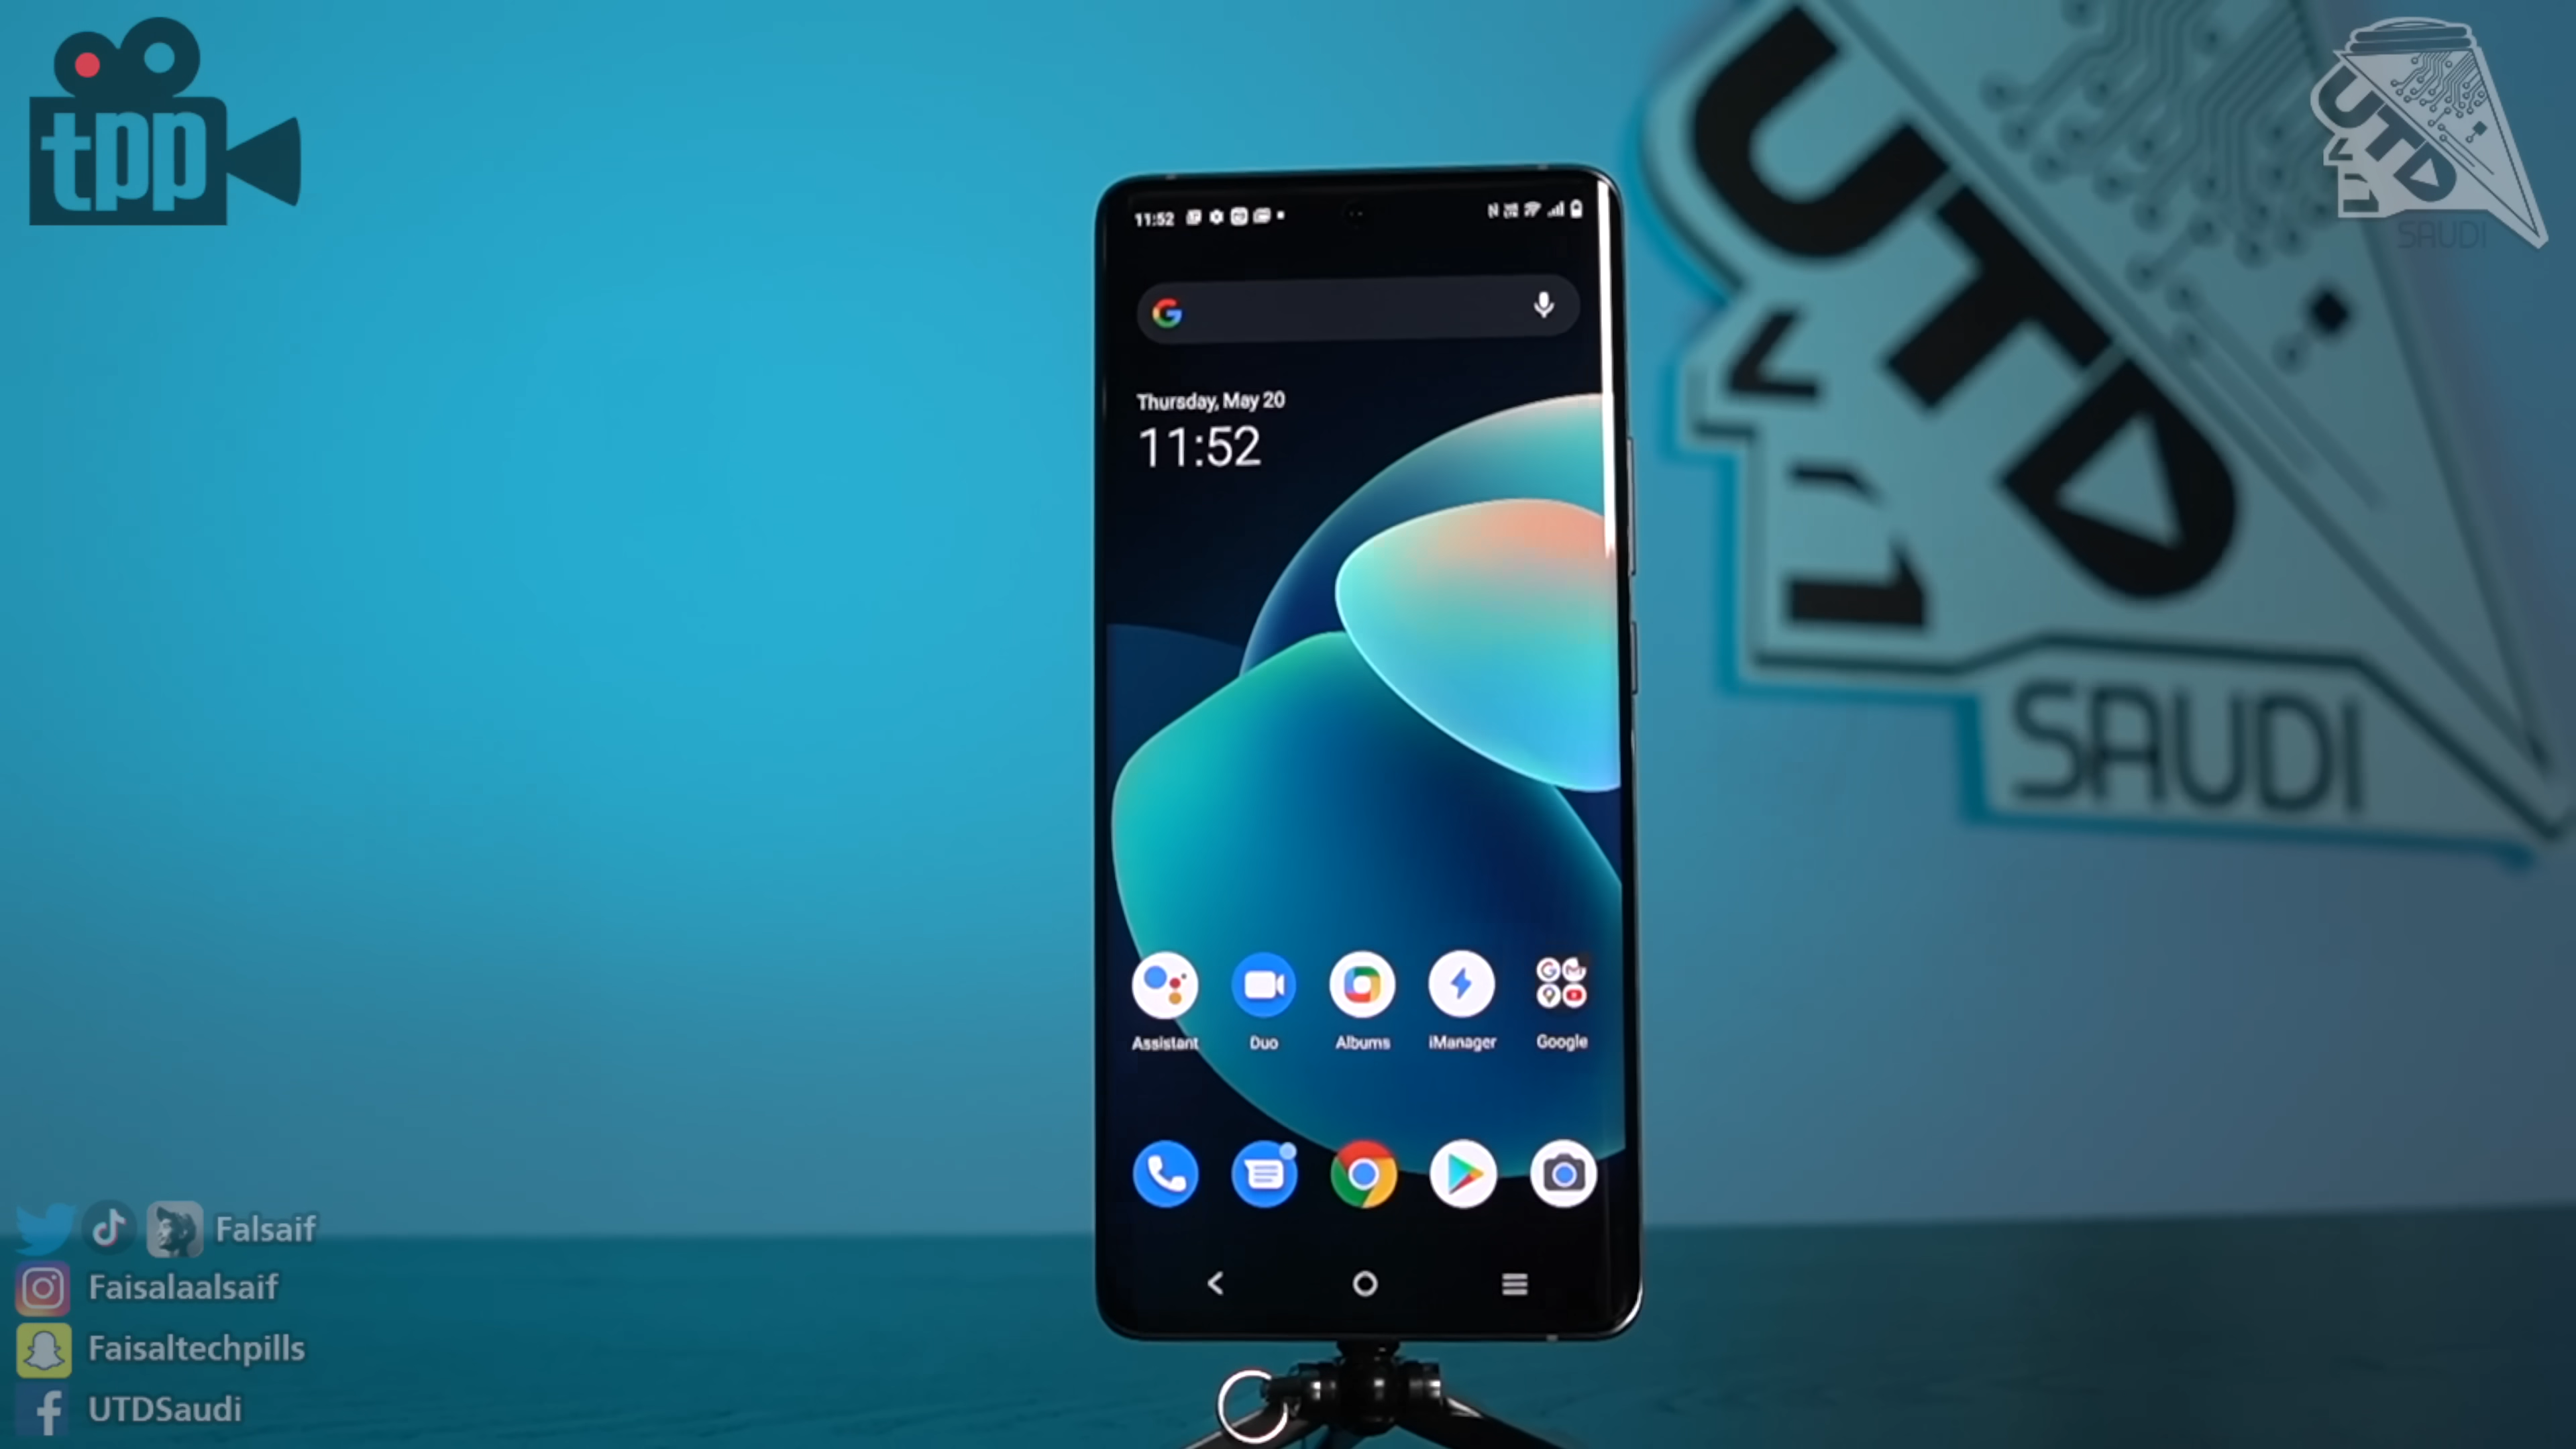 tpp
UTD
SAUDI
UTD
SAUDI
11:52
Thursday, May 20
11:52
Assistant
Duo
Albums
iManager
Google
Falsaif
Faisalaalsaif
Faisaltechpills
UTDSaudi